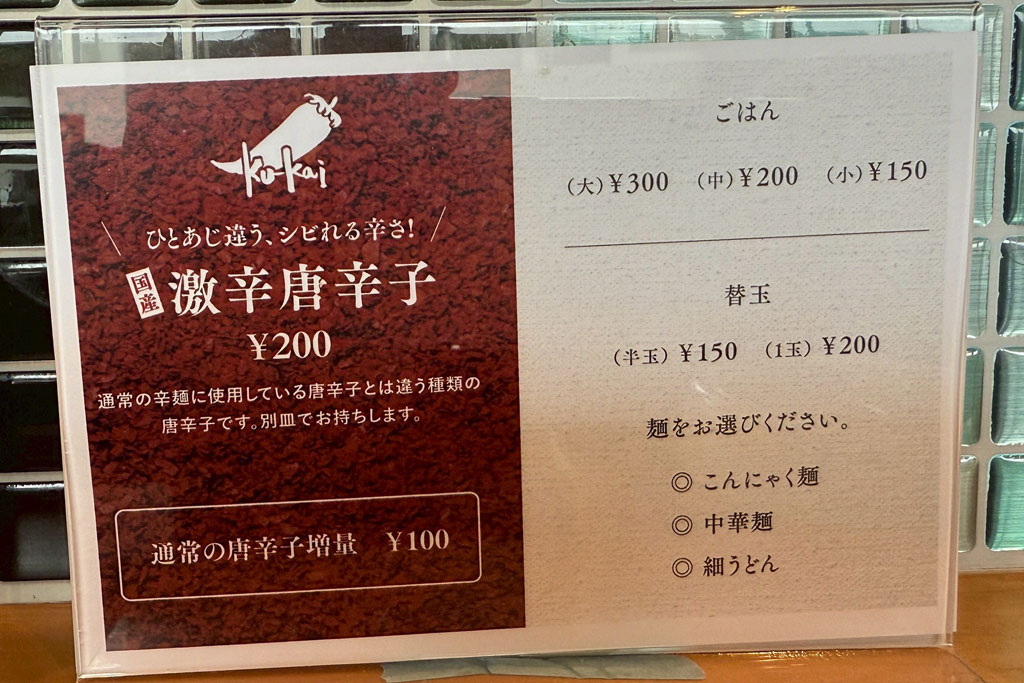 Ku-Kai
ひとあじ違う、シビれる辛さ!
国産
激辛唐辛子
¥200
通常の辛麺に使用している唐辛子とは違う種類の
唐辛子です。別皿でお持ちします。
通常の唐辛子増量 ¥100
ごはん
(大)¥300 (中)¥200 (小)¥150
替玉
(半玉)¥150 (1玉)¥200
麺をお選びください。
◎ こんにゃく麺
◎ 中華麺
◎ 細うどん